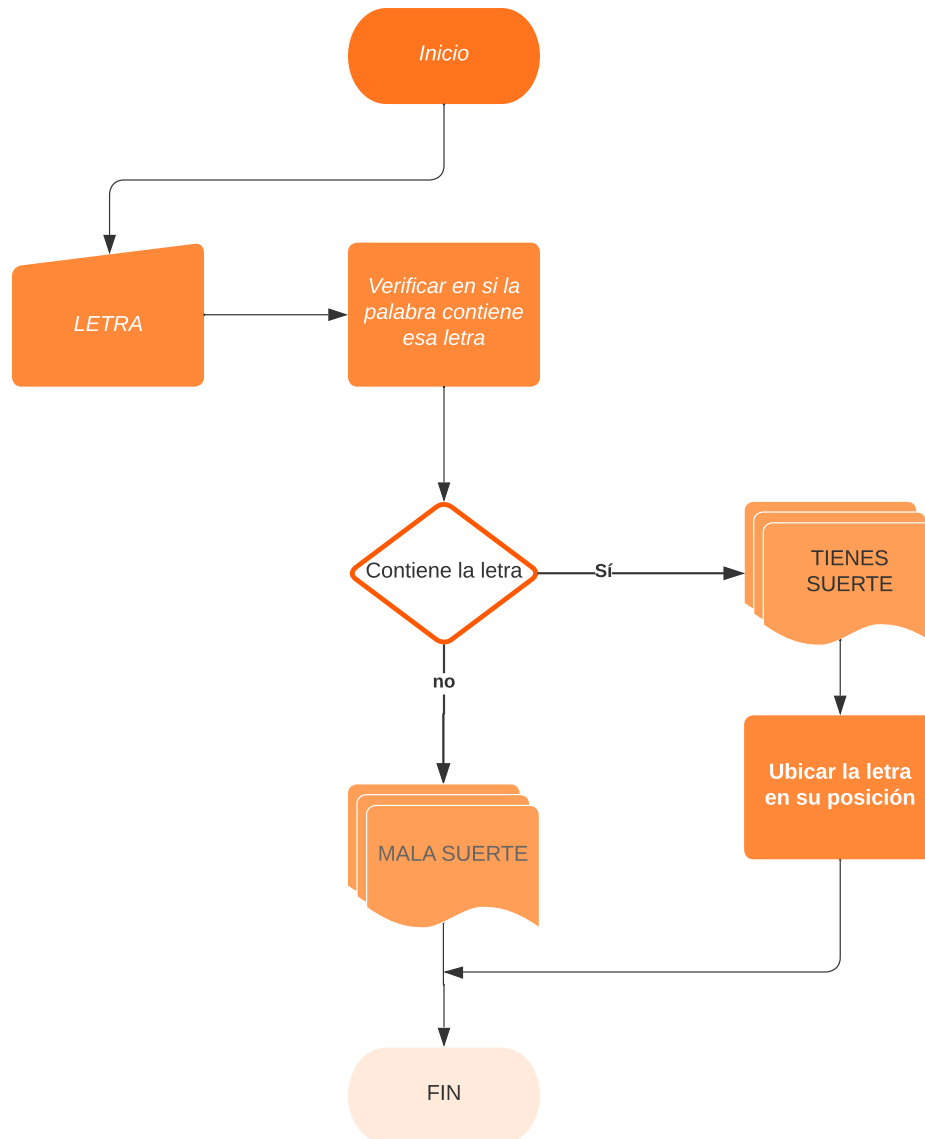 Inicio
LETRA
Verificar en si la
palabra contiene
esa letra
Contiene la letra
Sí
TIENES
SUERTE
no
Ubicar la letra
en su posición
MALA SUERTE
FIN